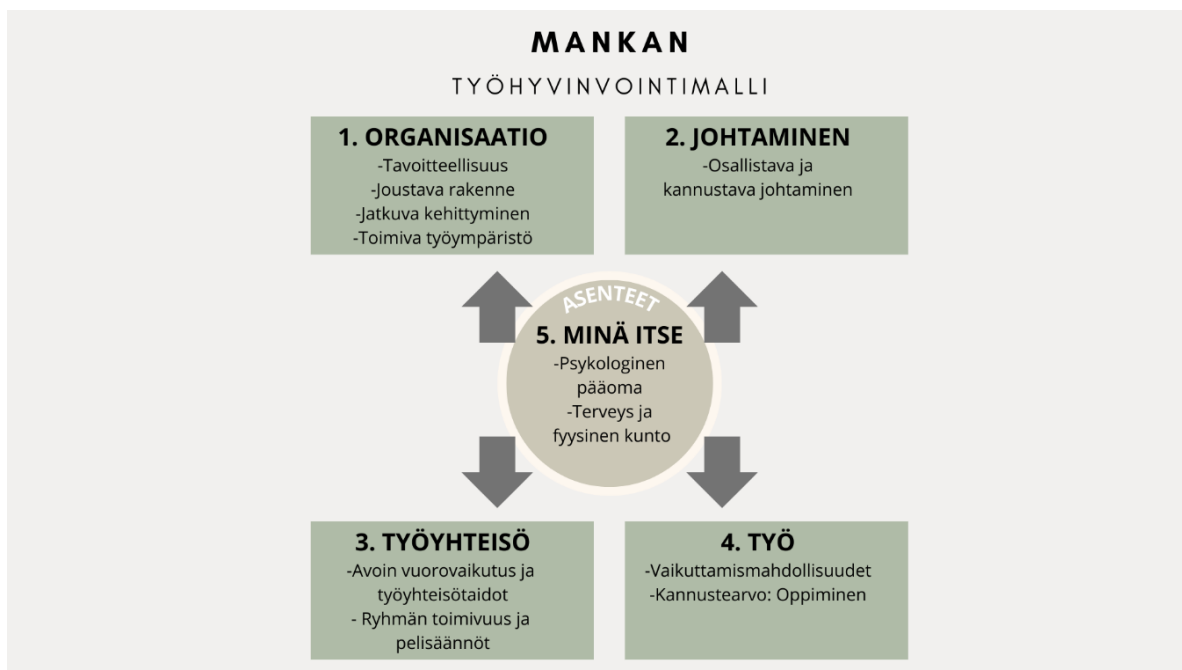 MANKAN
TYÖHYVINVOINTIMALLI
1. ORGANISAATIO
-Tavoitteellisuus
-Joustava rakenne
-Jatkuva kehittyminen
-Toimiva työympäristö
2. JOHTAMINEN
-Osallistava ja
kannustava johtaminen
ASENTEET
5. MINÄ ITSE
-Psykologinen
pääoma
-Terveys ja
fyysinen kunto
3. TYÖYHTEISÖ
-Avoin vuorovaikutus ja
työyhteisötaidot
- Ryhmän toimivuus ja
pelisäännöt
4. TYÖ
-Vaikuttamismahdollisuudet
-Kannustearvo: Oppiminen